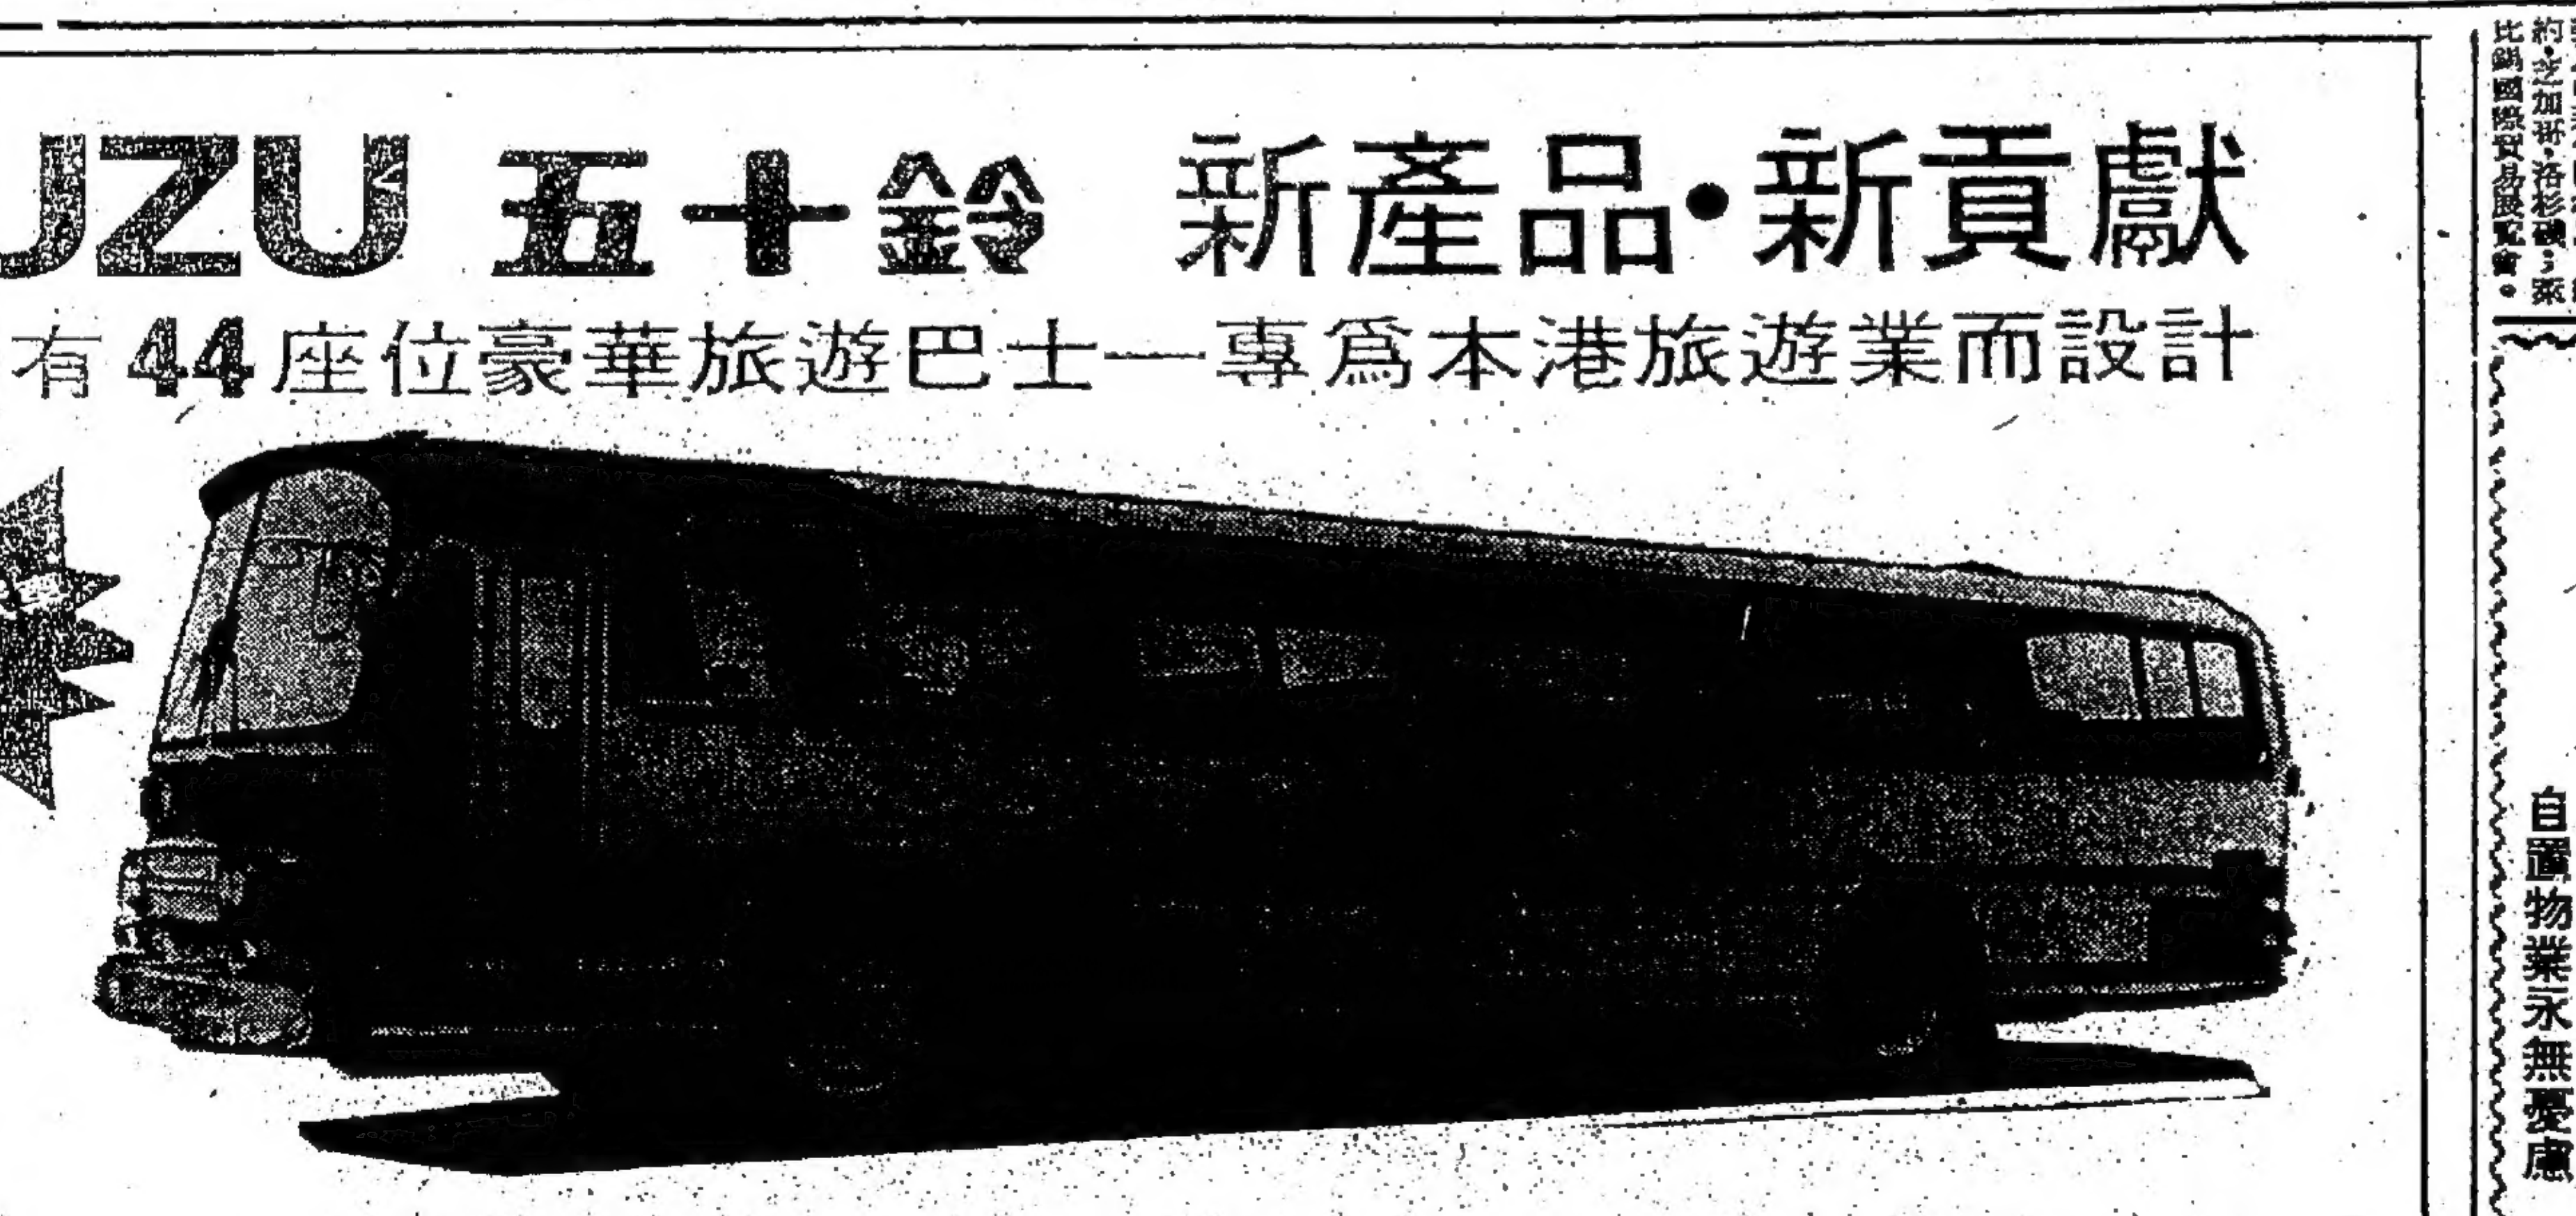 UZU 五十鈴 新產品・新貢獻
有44座位豪華旅遊巴士一專爲本港旅遊業而設計
約・芝加哥・洛杉磯；萊
比錫國際貿易展覽會。
自置物業永無憂慮